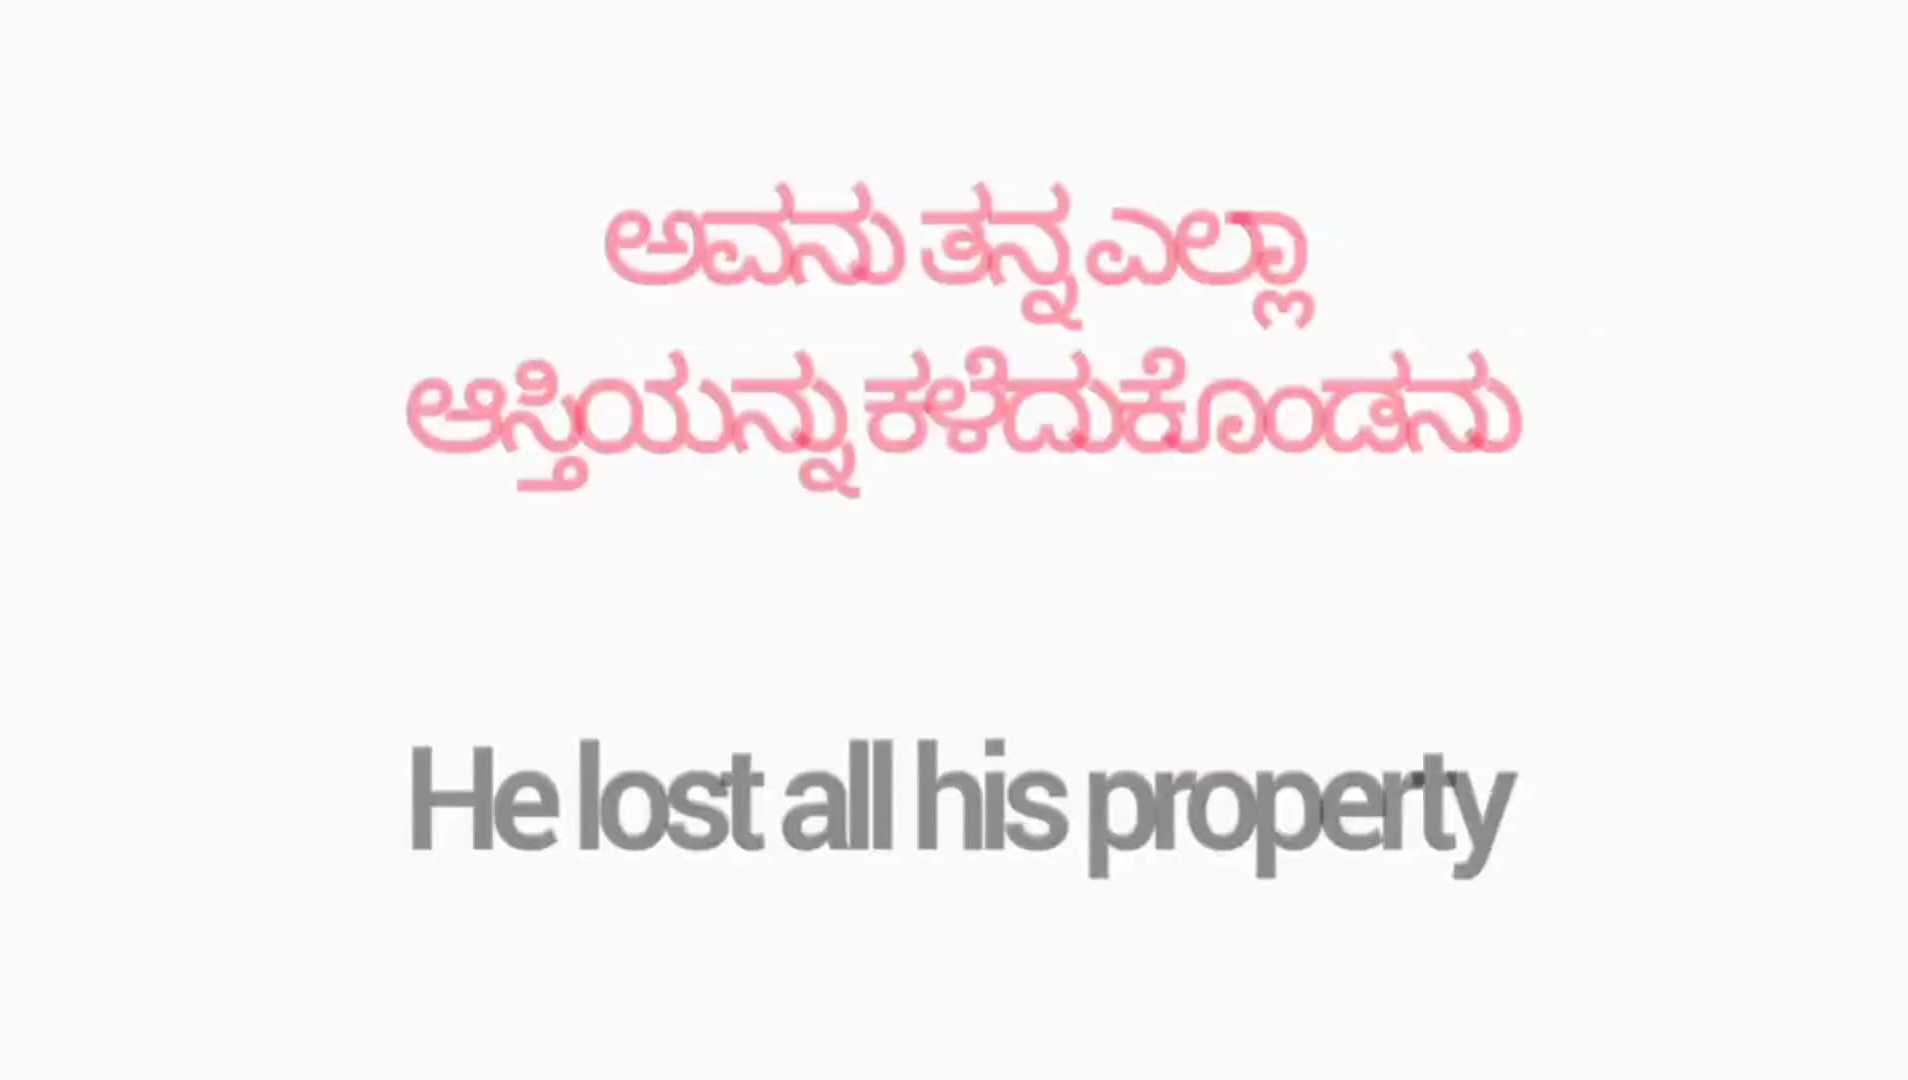 ಅವನು ತನ್ನ ಎಲ್ಲಾ
ಆಸ್ತಿಯನ್ನು ಕಳೆದುಕೊಂಡನು
He lost all his property